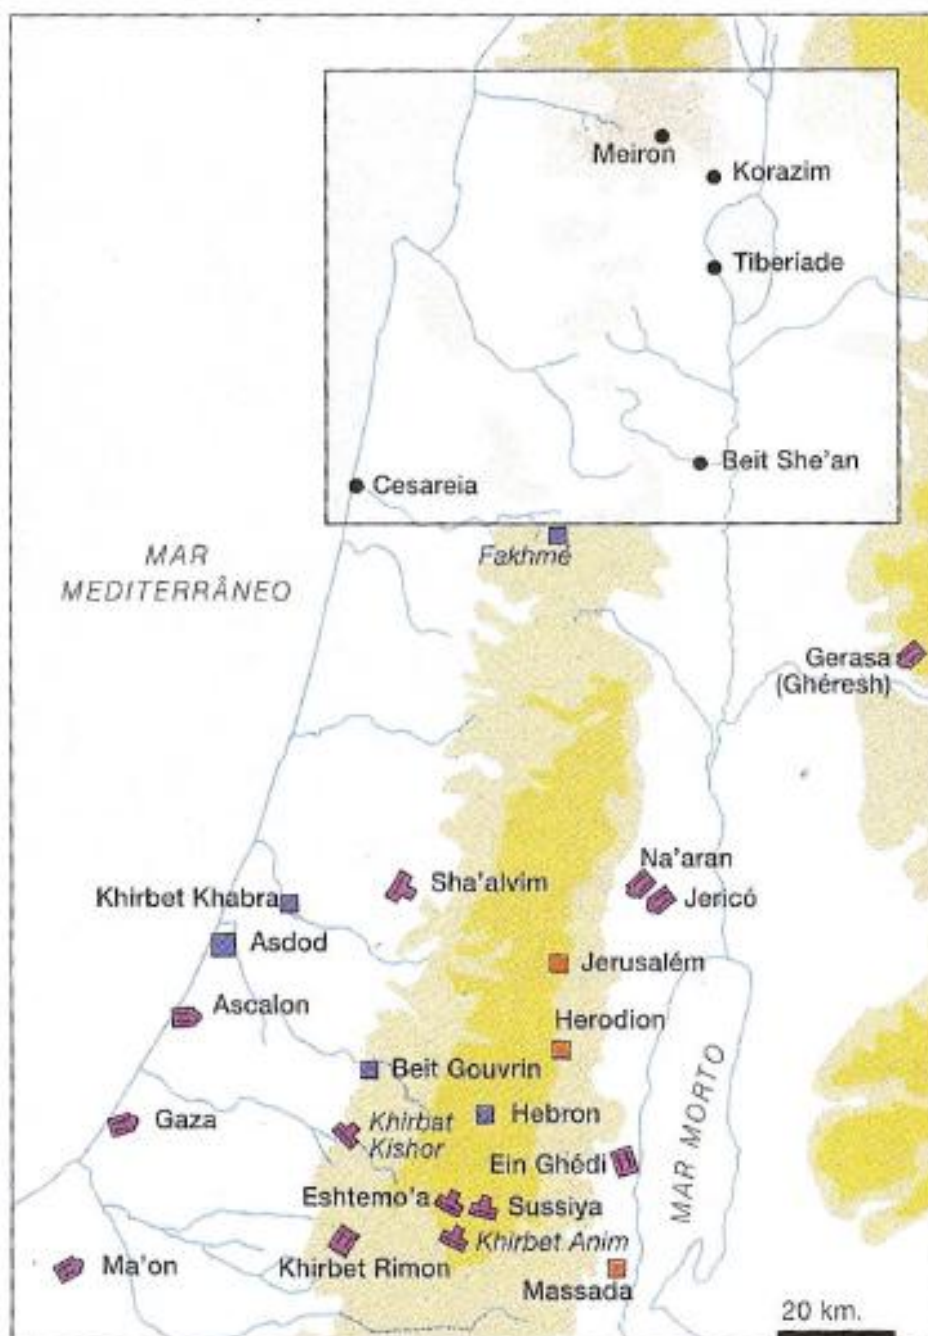 Meiron
Korazim
Tiberiade
Beit She'an
Cesareia
MAR
MEDITERRÂNEO
Fakhmé
Gerasa
(Ghéresh)
Na'aran
Sha'alvim
Jericó
Khirbet Khabra
Asdod
Jerusalém
Ascalon
Herodion
Beit Gouvrin
MAR MORTO
Gaza
Khirbat
Kishor
Hebron
Ein Ghédi
Eshtemo'a
Sussiya
Khirbet Anim
Ma'on
Khirbet Rimon
Massada
20 km.